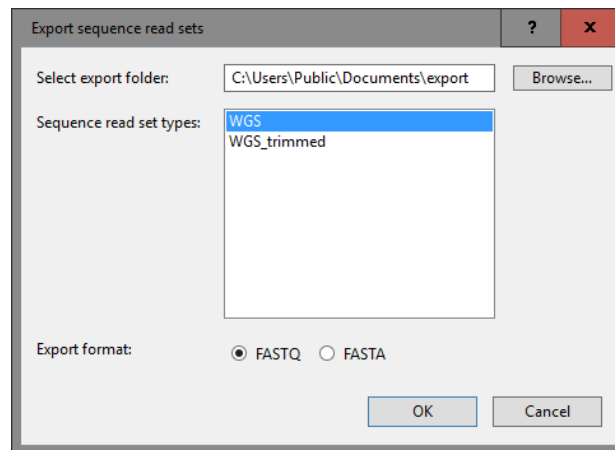 Export sequence read sets ? x
Select export folder: C:\Users\Public\Documents\export Browse...
Sequence read set types: WGS
WGS_trimmed
Export format: FASTQ FASTA
OK Cancel